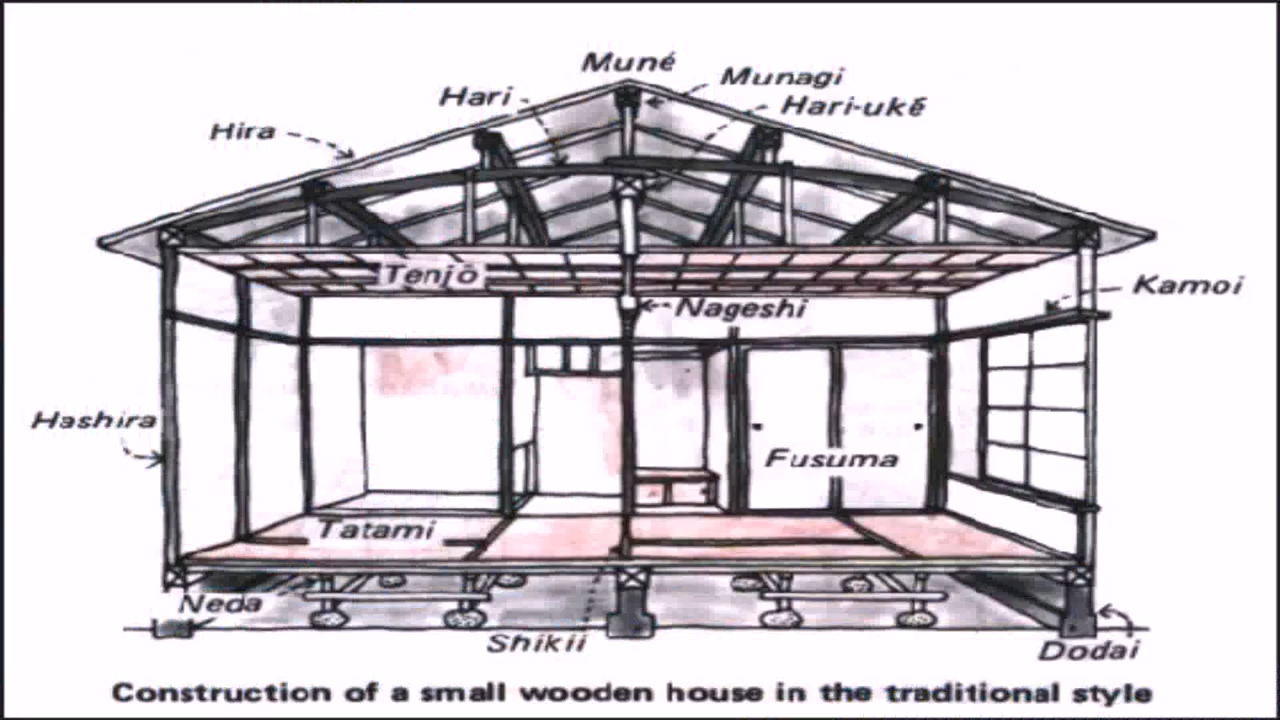 Muné
Munagi
Hari
Hari-uké
Hira
Tenjō
Kamoi
Nageshi
Hashira
Fusuma
Tatami
Neda
Shikii
Dodai
Construction of a small wooden house in the traditional style